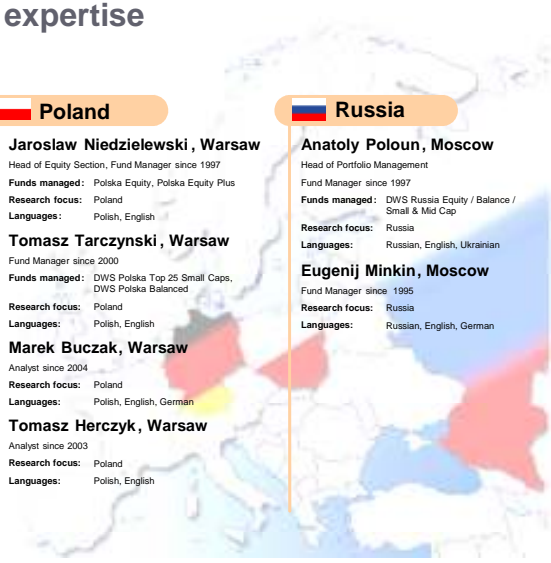 expertise
Poland
Jaroslaw Niedzielewski, Warsaw
Head of Equity Section, Fund Manager since 1997
Funds managed: Polska Equity, Polska Equity Plus
Research focus: Poland
Languages: Polish, English
Tomasz Tarczynski, Warsaw
Fund Manager since 2000
Funds managed: DWS Polska Top 25 Small Caps,
DWS Polska Balanced
Research focus: Poland
Languages: Polish, English
Marek Buczak, Warsaw
Analyst since 2004
Research focus: Poland
Languages: Polish, English, German
Tomasz Herczyk, Warsaw
Analyst since 2003
Research focus: Poland
Languages: Polish, English
Russia
Anatoly Poloun, Moscow
Head of Portfolio Management
Fund Manager since 1997
Funds managed: DWS Russia Equity / Balance /
Small & Mid Cap
Research focus: Russia
Languages: Russian, English, Ukrainian
Eugenij Minkin, Moscow
Fund Manager since 1995
Research focus: Russia
Languages: Russian, English, German